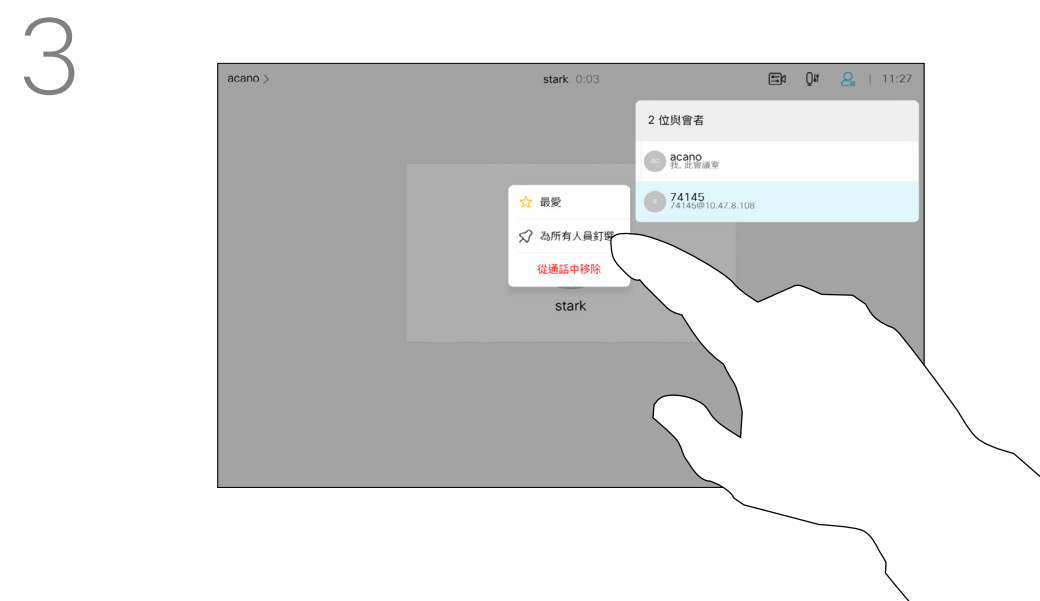 3
acano >
stark 0:03
11:27
2 位與會者
AC
acano
我, 此會議室
#
74145
74145@10.47.8.108
最愛
為所有人員釘選
從通話中移除
stark